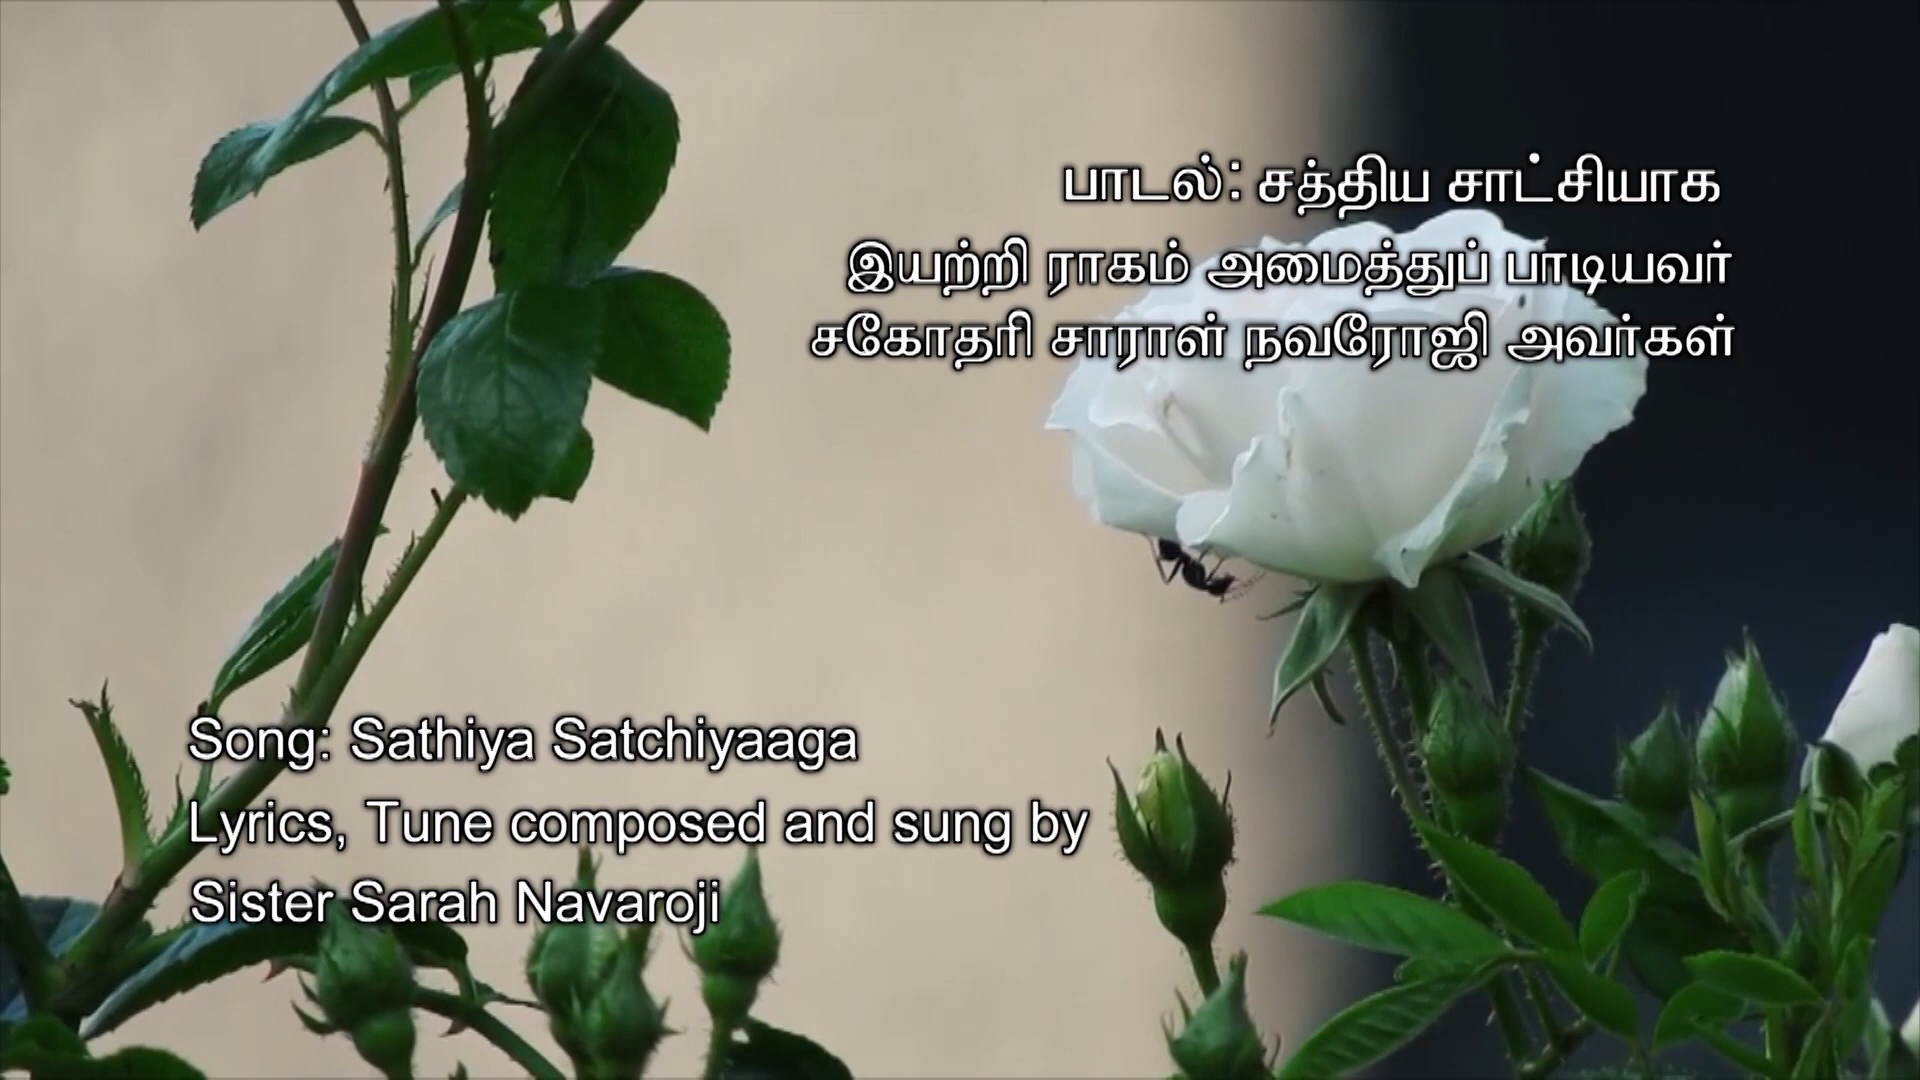 பாடல்: சத்திய சாட்சியாக
இயற்றி ராகம் அமைத்துப் பாடியவர்
சகோதரி சாராள் நவரோஜி அவர்கள்
Song: Sathiya Satchiyaaga
Lyrics, Tune composed and sung by
Sister Sarah Navaroji